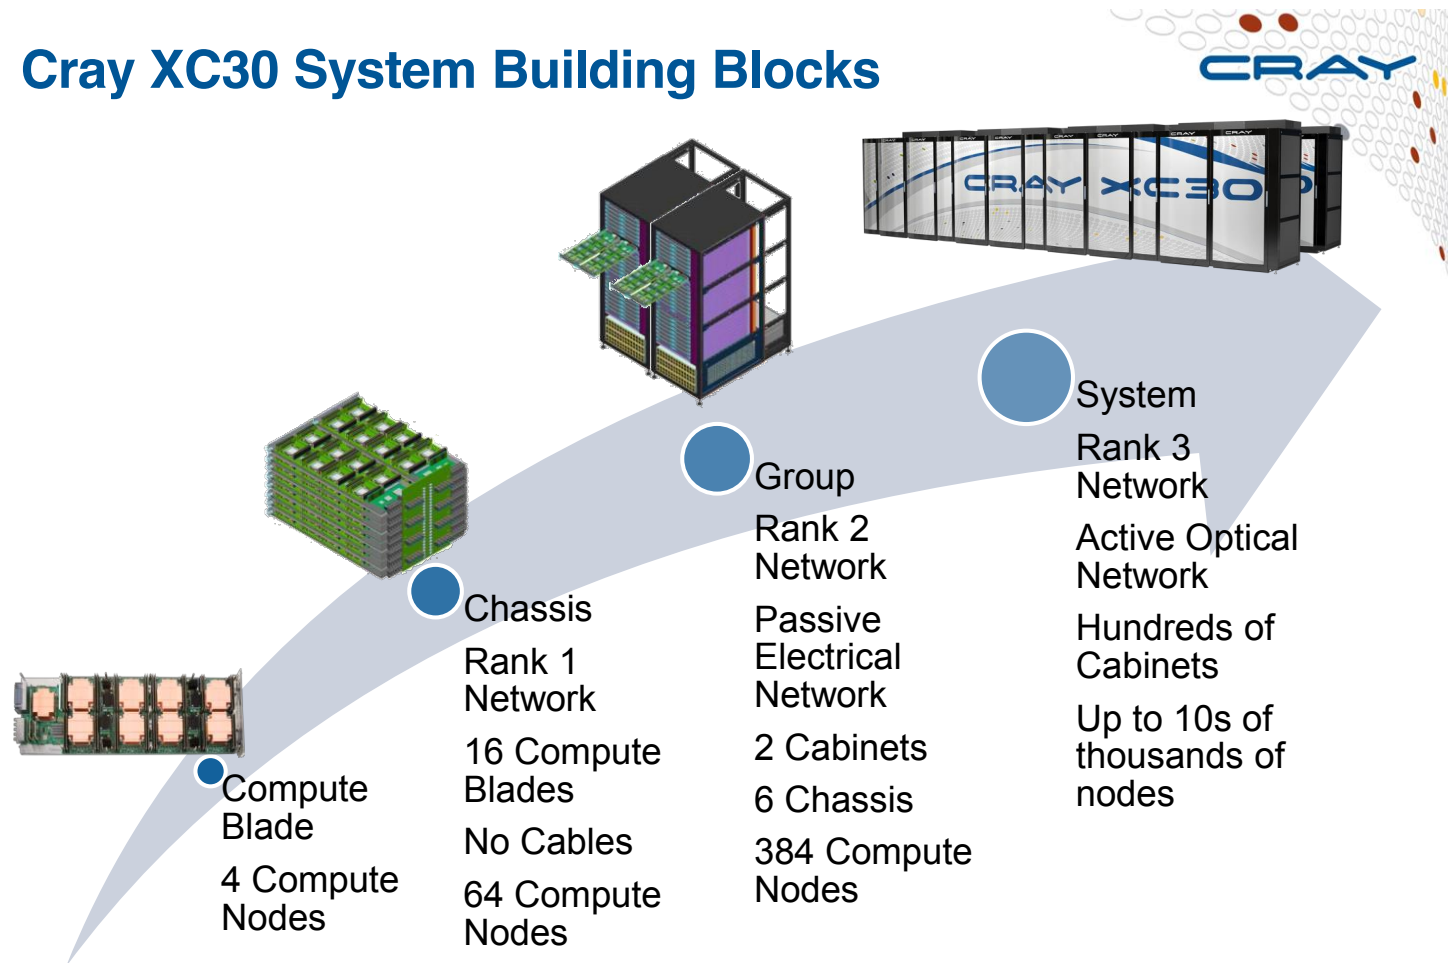 Cray XC30 System Building Blocks
CRAY
CRAY XC30
Compute
Blade
4 Compute
Nodes
Chassis
Rank 1
Network
16 Compute
Blades
No Cables
64 Compute
Nodes
Group
Rank 2
Network
Passive
Electrical
Network
2 Cabinets
6 Chassis
384 Compute
Nodes
System
Rank 3
Network
Active Optical
Network
Hundreds of
Cabinets
Up to 10s of
thousands of
nodes